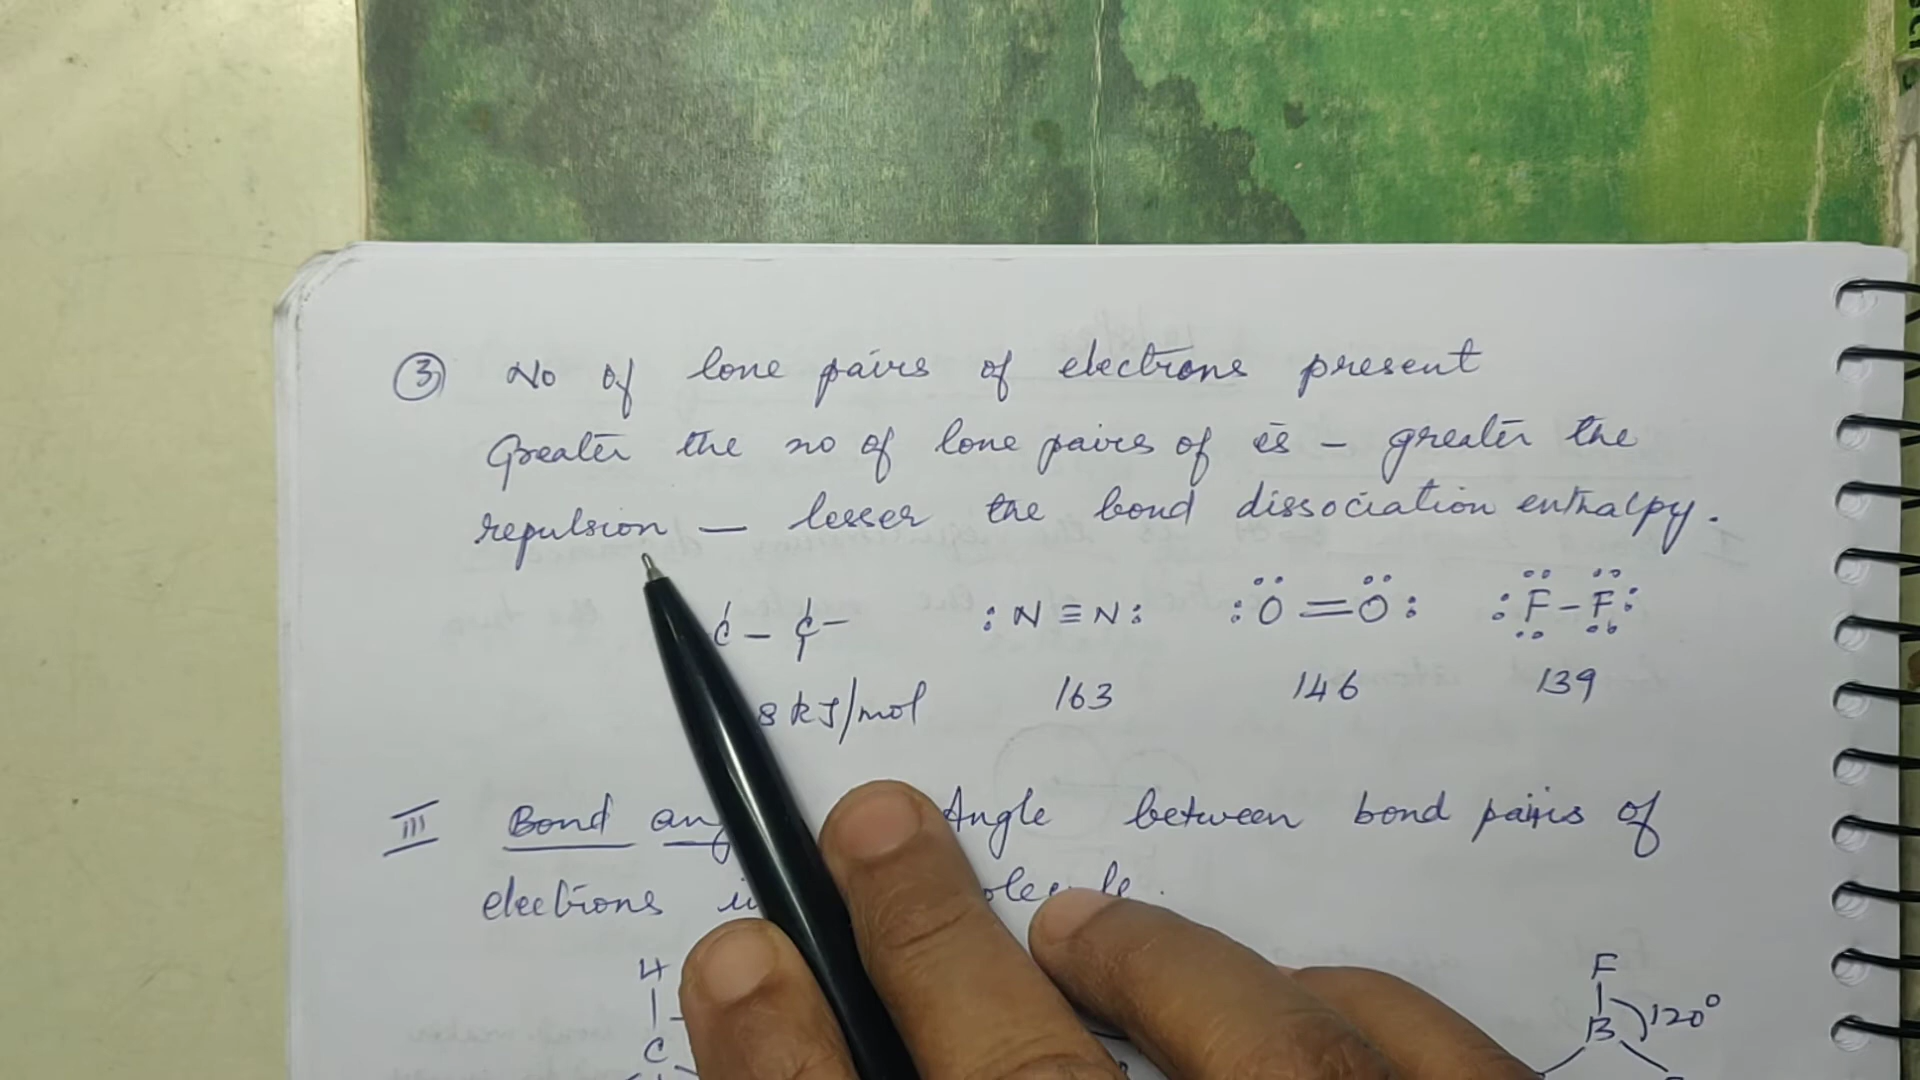 ③ No of lone pairs of electrons present
Greater the no of lone pairs of ēs – greater the
repulsion — lesser the bond dissociation enthalpy.
C – C – :N≡N: :O=O: :F–F:
8 kJ/mol 163 146 139
III Bond Angle between bond pairs of
electrons
H F
120°
C B